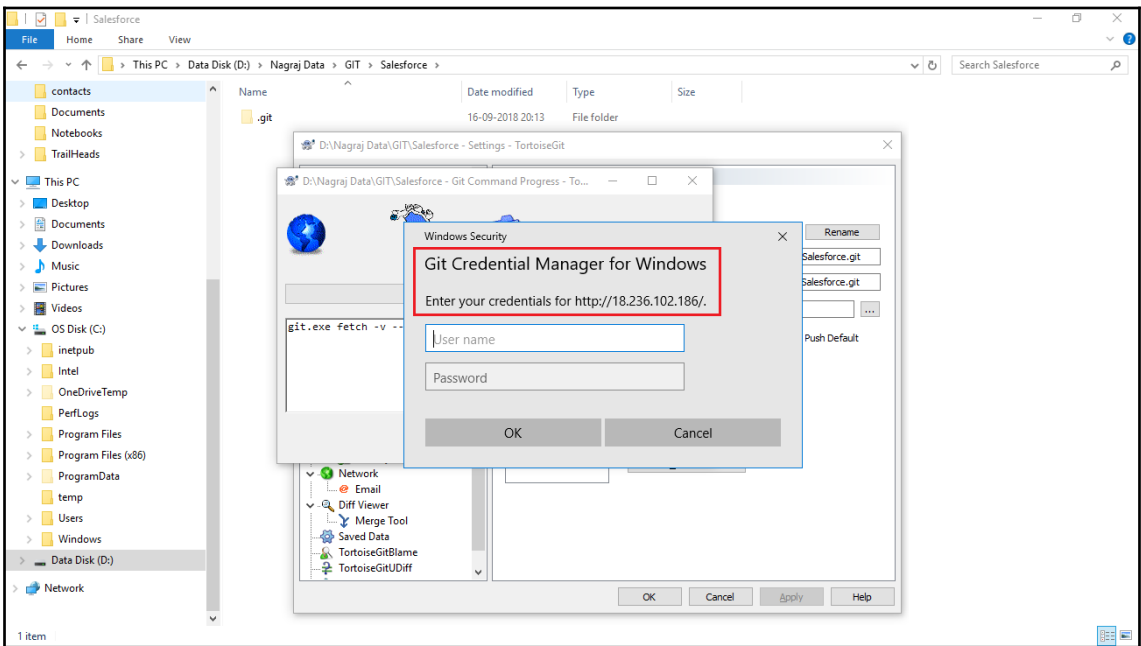 Salesforce
File Home Share View
This PC > Data Disk (D:) > Nagraj Data > GIT > Salesforce >
Search Salesforce
contacts
Documents
Notebooks
TrailHeads
This PC
Desktop
Documents
Downloads
Music
Pictures
Videos
OS Disk (C:)
inetpub
Intel
OneDriveTemp
PerfLogs
Program Files
Program Files (x86)
ProgramData
temp
Users
Windows
Data Disk (D:)
Network
1 item
Name Date modified Type Size
.git 16-09-2018 20:13 File folder
D:\Nagraj Data\GIT\Salesforce - Settings - TortoiseGit
D:\Nagraj Data\GIT\Salesforce - Git Command Progress - To...
git.exe fetch -v --
Windows Security
Git Credential Manager for Windows
Enter your credentials for http://18.236.102.186/.
User name
Password
OK Cancel
Rename
Salesforce.git
Salesforce.git
...
Push Default
Network
Email
Diff Viewer
Merge Tool
Saved Data
TortoiseGitBlame
TortoiseGitUDiff
OK Cancel Apply Help